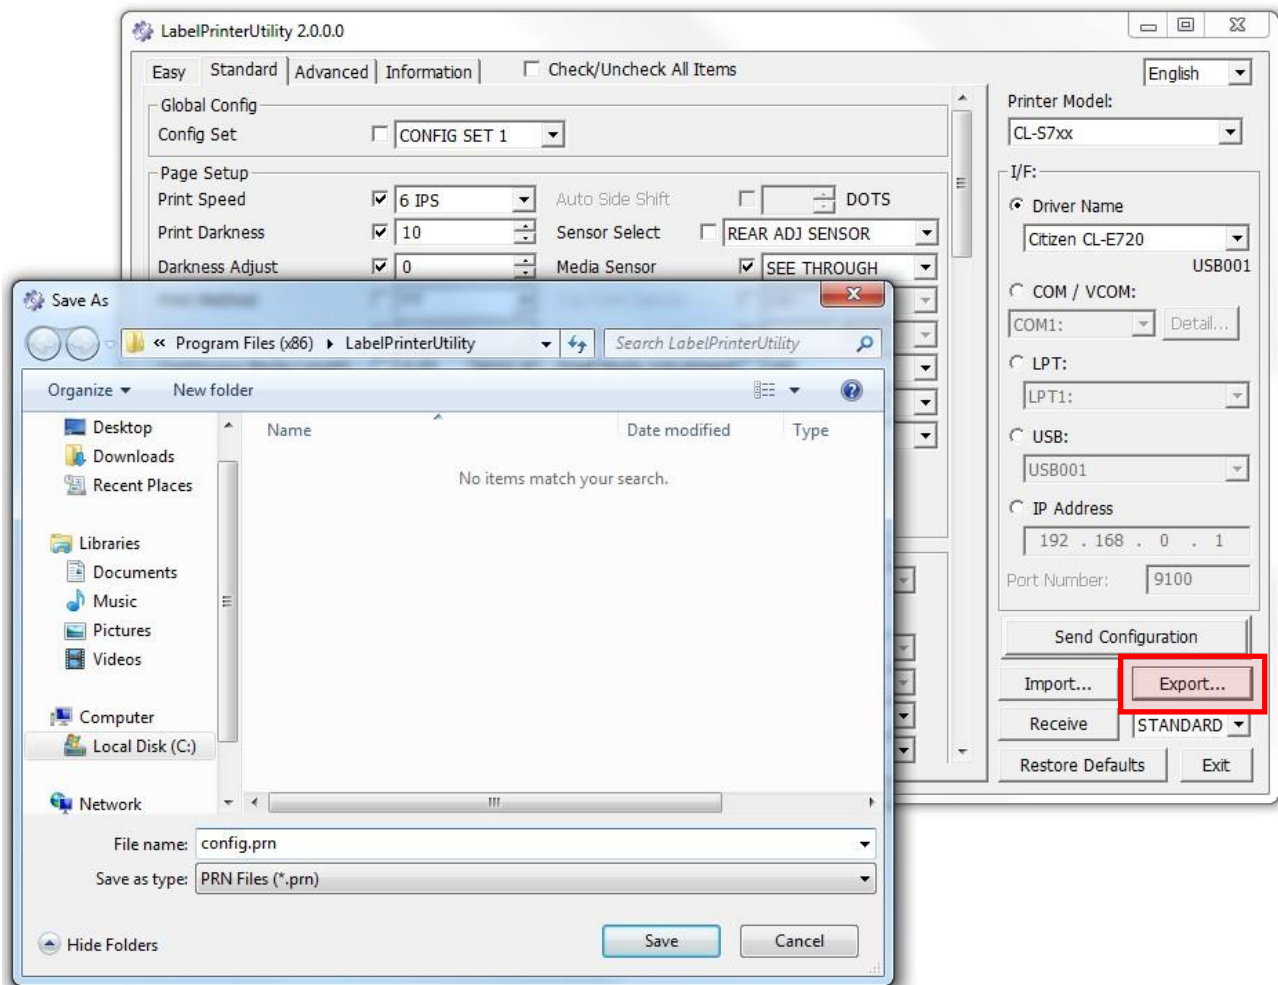 LabelPrinterUtility 2.0.0.0
Easy Standard Advanced Information Check/Uncheck All Items
English
Global Config
Config Set CONFIG SET 1
Page Setup
Print Speed 6 IPS Auto Side Shift DOTS
Print Darkness 10 Sensor Select REAR ADJ SENSOR
Darkness Adjust 0 Media Sensor SEE THROUGH
Printer Model:
CL-S7xx
I/F:
Driver Name
Citizen CL-E720
USB001
COM / VCOM:
COM1: Detail...
LPT:
LPT1:
USB:
USB001
IP Address
192 . 168 . 0 . 1
Port Number: 9100
Send Configuration
Import... Export...
Receive STANDARD
Restore Defaults Exit
Save As
« Program Files (x86) LabelPrinterUtility Search LabelPrinterUtility
Organize New folder
Name Date modified Type
No items match your search.
Desktop
Downloads
Recent Places
Libraries
Documents
Music
Pictures
Videos
Computer
Local Disk (C:)
Network
File name: config.prn
Save as type: PRN Files (*.prn)
Hide Folders Save Cancel